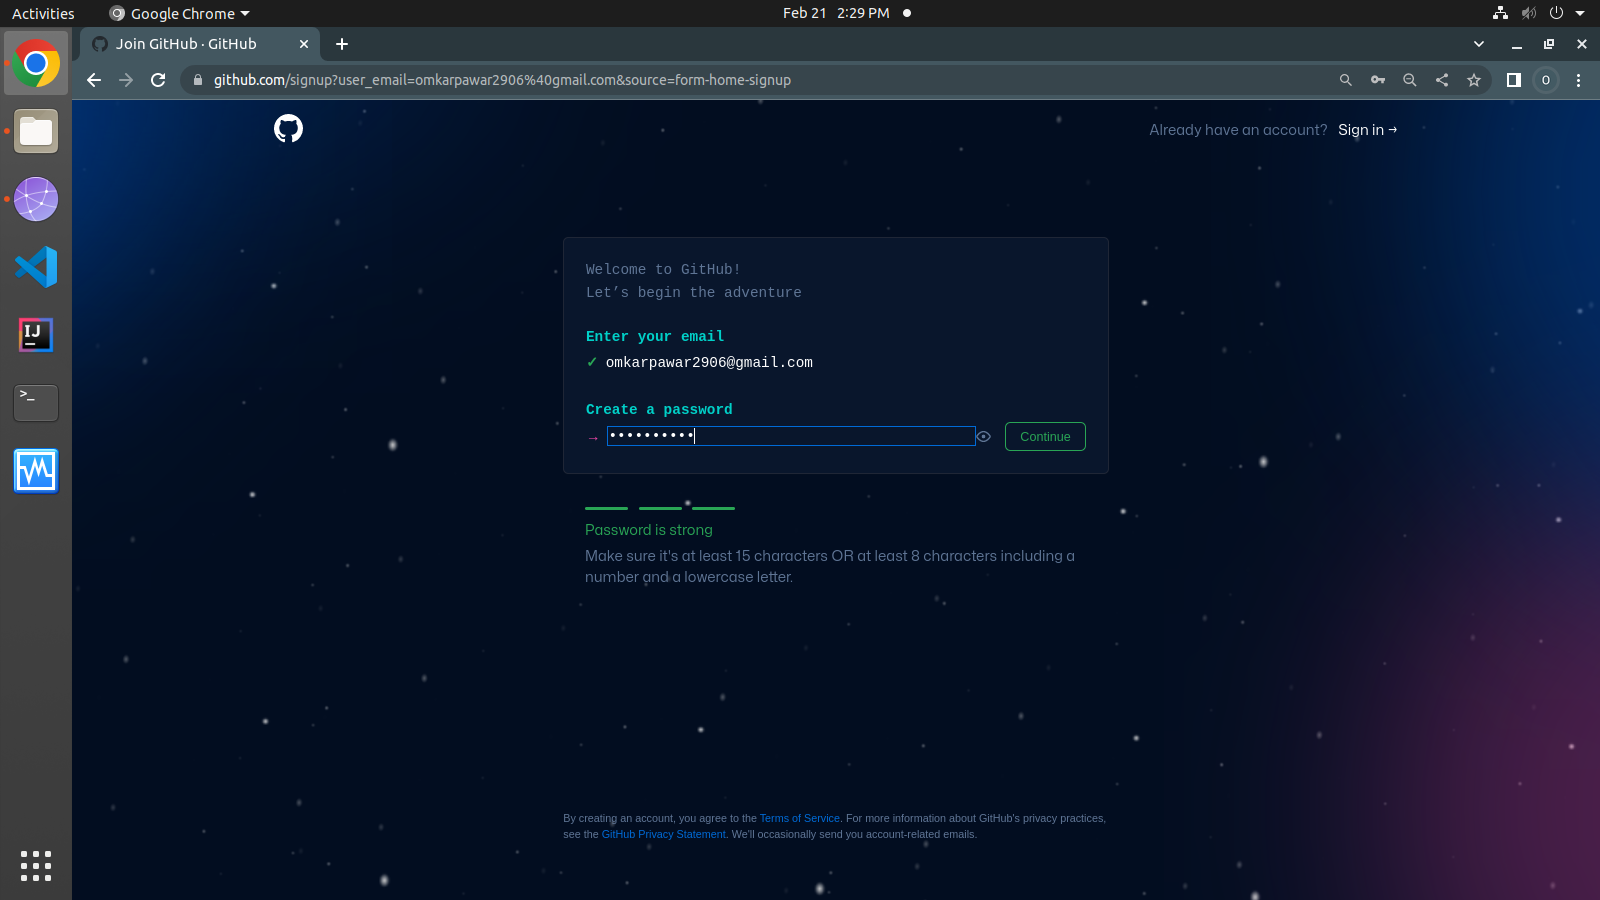 Activities
Google Chrome
Feb 21 2:29 PM
Join GitHub · GitHub
github.com/signup?user_email=omkarpawar2906%40gmail.com&source=form-home-signup
O
Already have an account? Sign in →
Welcome to GitHub!
Let’s begin the adventure
Enter your email
✓ omkarpawar2906@gmail.com
Create a password
→ ••••••••••
Continue
Password is strong
Make sure it's at least 15 characters OR at least 8 characters including a
number and a lowercase letter.
IJ
>_
By creating an account, you agree to the Terms of Service. For more information about GitHub's privacy practices,
see the GitHub Privacy Statement. We'll occasionally send you account-related emails.